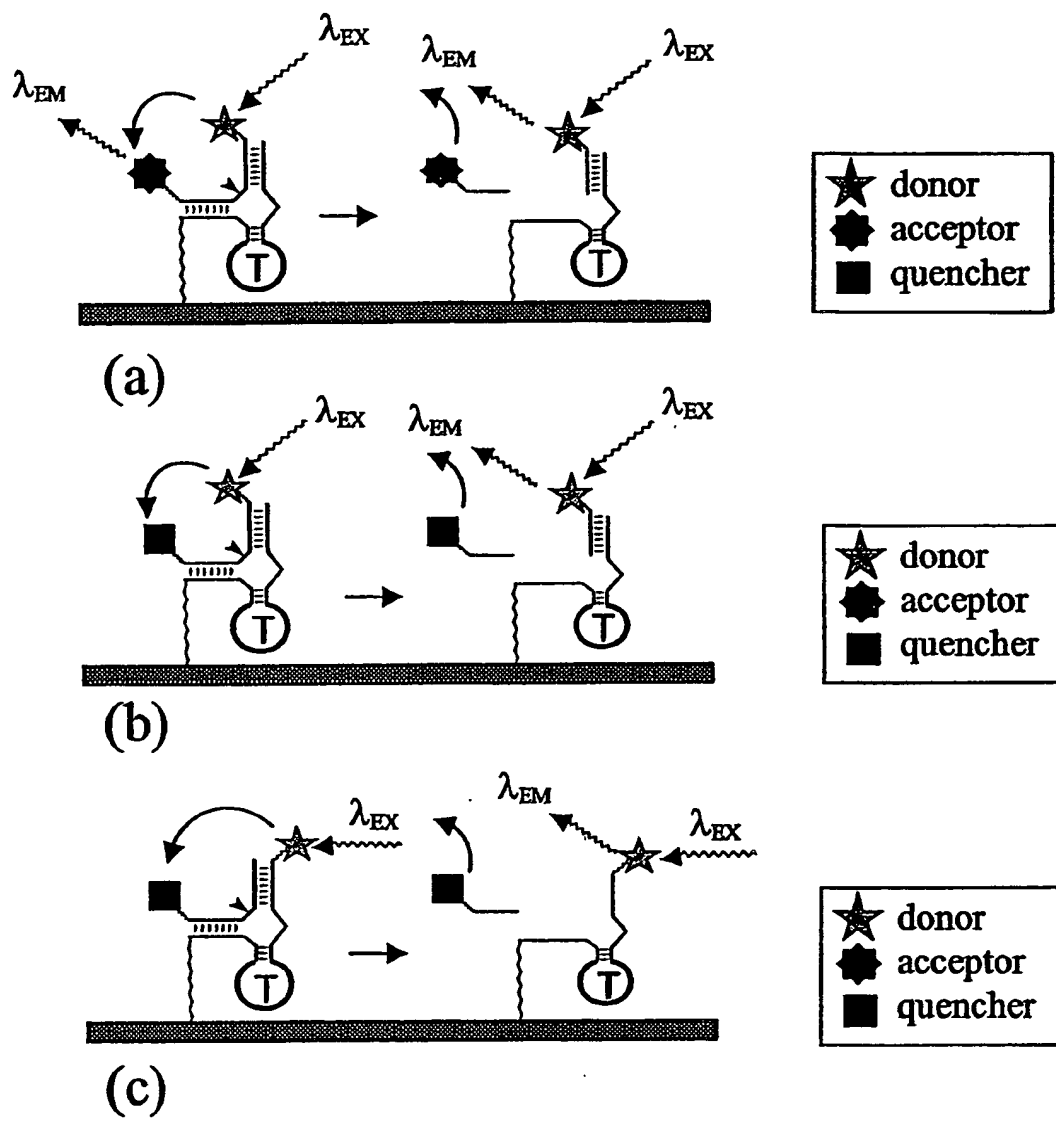 λEX
λEM
λEM
λEX
T
T
donor
acceptor
quencher
(a)
λEX
λEM
λEX
T
T
donor
acceptor
quencher
(b)
λEX
λEM
λEX
T
T
donor
acceptor
quencher
(c)